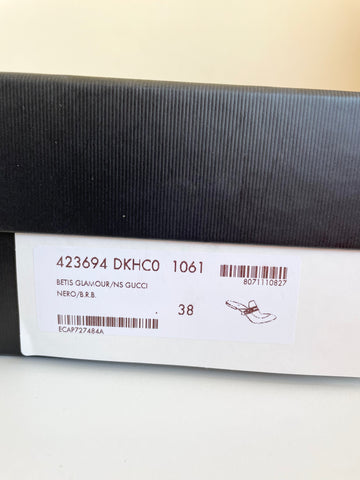 423694 DKHC0 1061
8071110827
BETIS GLAMOUR/NS GUCCI
NERO/B.R.B.
38
ECAP727484A